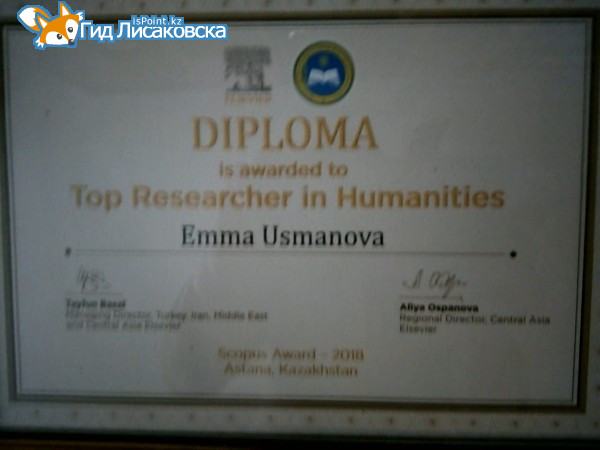 IsPoint.kz
Гид Лисаковска
ELSEVIER
DIPLOMA
is awarded to
Top Researcher in Humanities
Emma Usmanova
Tayfun Basal
Managing Director, Turkey, Iran, Middle East
and Central Asia Elsevier
Aliya Ospanova
Regional Director, Central Asia
Elsevier
Scopus Award - 2018
Astana, Kazakhstan